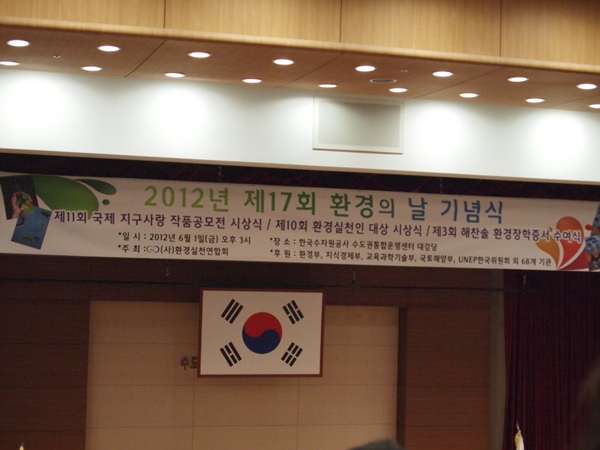 2012년 제17회 환경의 날 기념식
제11회 국제 지구사랑 작품공모전 시상식 / 제10회 환경실천인 대상 시상식 / 제3회 해찬솔 환경장학증서 수여식
*일 시 : 2012년 6월 1일(금) 오후 3시 *장 소 : 한국수자원공사 수도권통합운영센터 대강당
*주 최 : (사)환경실천연합회 *후 원 : 환경부, 지식경제부, 교육과학기술부, 국토해양부, UNEP한국위원회 외 68개 기관
수도